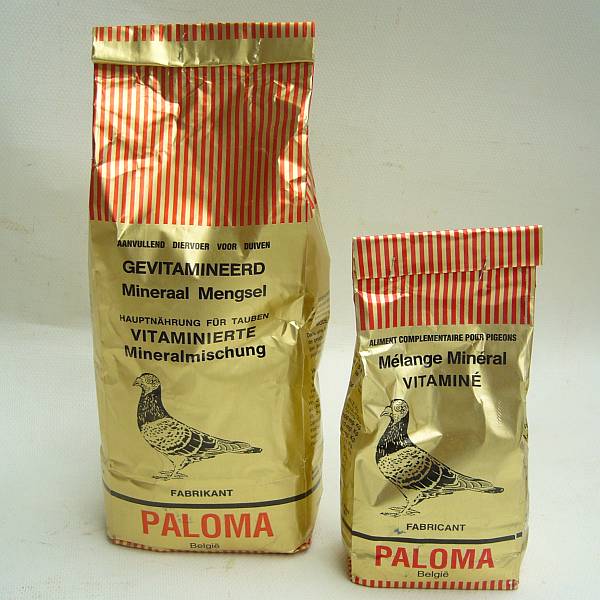 AANVULLEND DIERVOER VOOR DUIVEN
GEVITAMINEERD
Mineraal Mengsel
HAUPTNÄHRUNG FÜR TAUBEN
VITAMINIERTE
Mineralmischung
FABRIKANT
PALOMA
België
ALIMENT COMPLEMENTAIRE POUR PIGEONS
Mélange Minéral
VITAMINÉ
FABRICANT
PALOMA
België